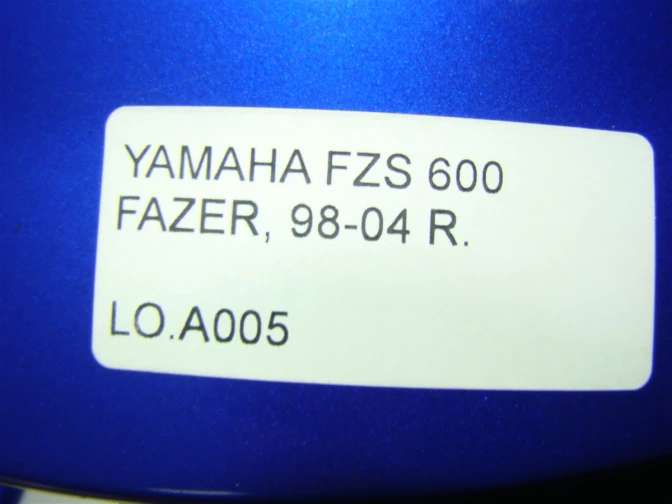 YAMAHA FZS 600
FAZER, 98-04 R.
LO.A005